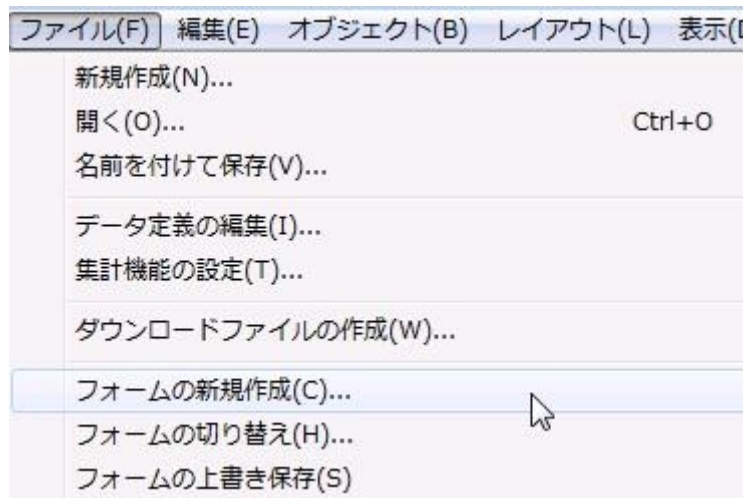 ファイル(F) 編集(E) オブジェクト(B) レイアウト(L) 表示(
新規作成(N)...
開く(O)... Ctrl+O
名前を付けて保存(V)...
データ定義の編集(I)...
集計機能の設定(T)...
ダウンロードファイルの作成(W)...
フォームの新規作成(C)...
フォームの切り替え(H)...
フォームの上書き保存(S)